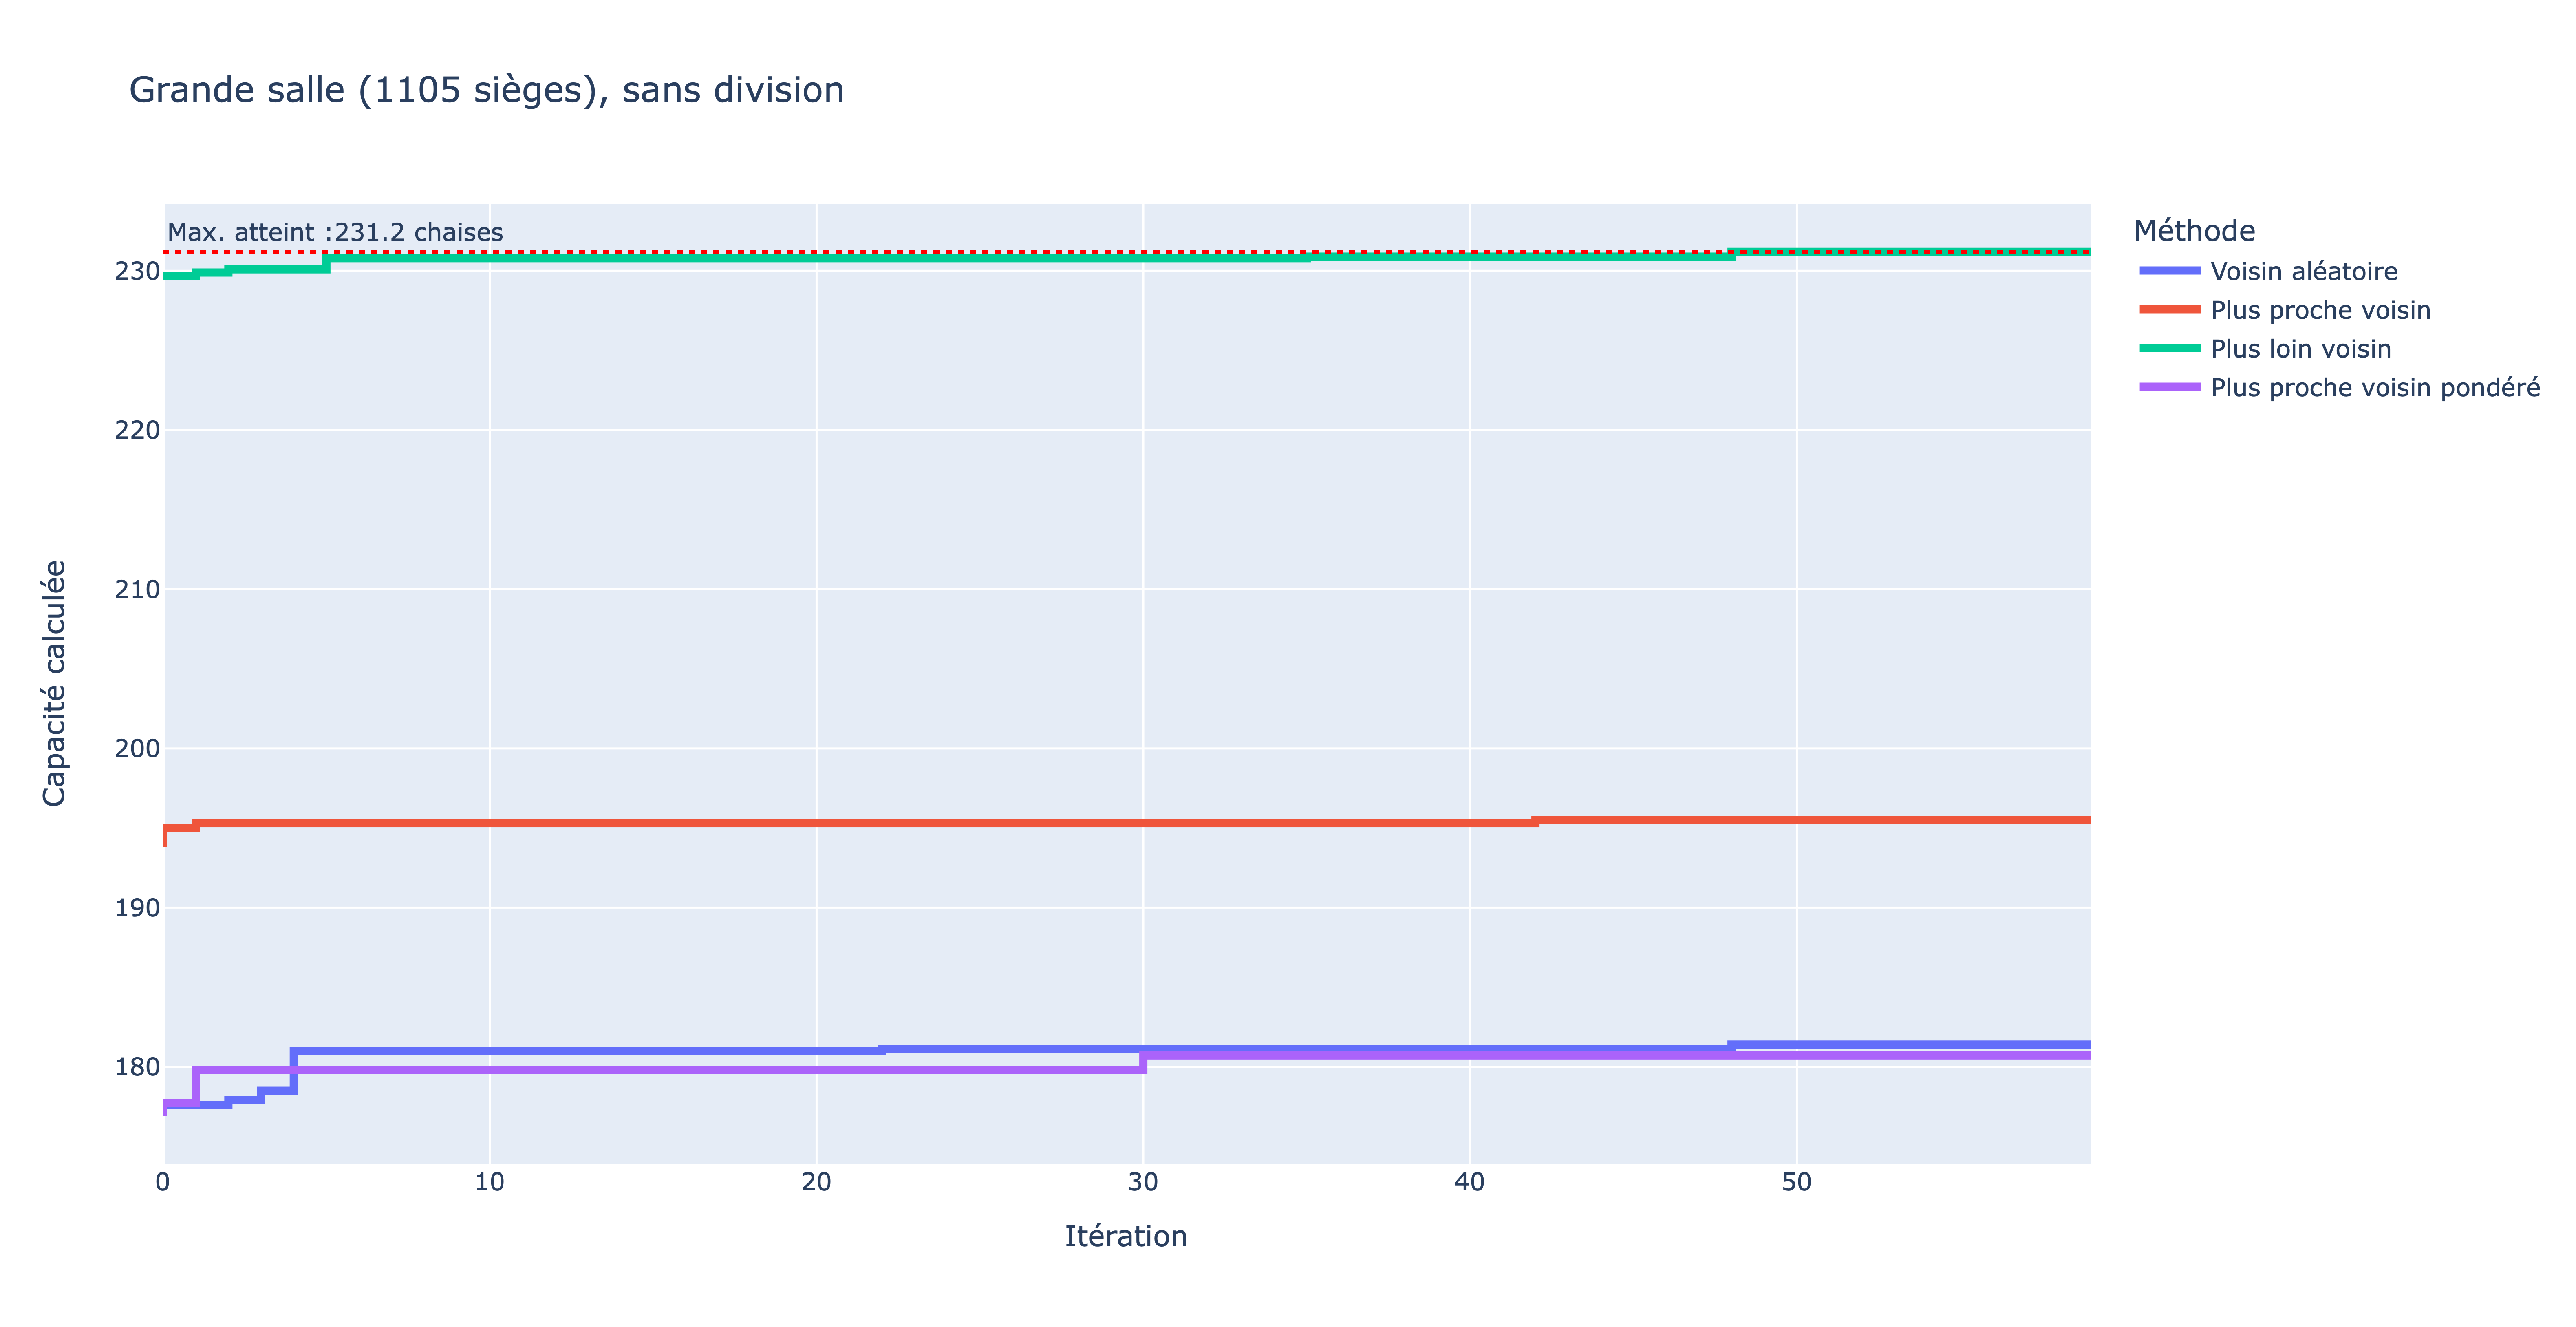 Grande salle (1105 sièges), sans division
Max. atteint :231.2 chaises
230
220
210
200
190
180
Capacité calculée
0
10
20
30
40
50
Itération
Méthode
Voisin aléatoire
Plus proche voisin
Plus loin voisin
Plus proche voisin pondéré